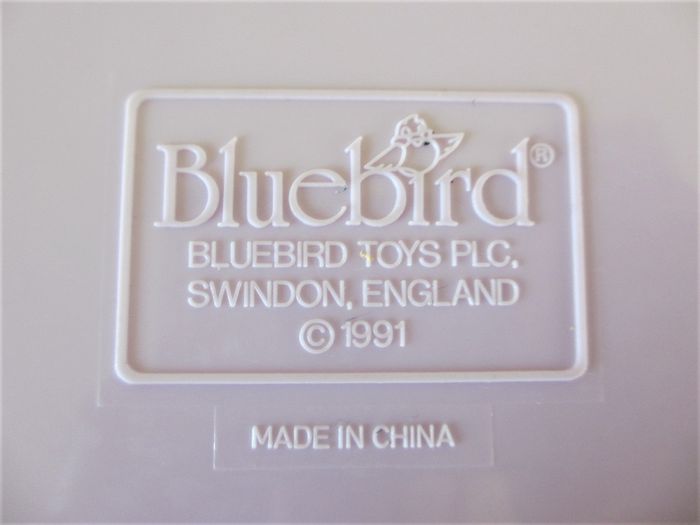 Bluebird®
BLUEBIRD TOYS PLC.
SWINDON, ENGLAND
© 1991
MADE IN CHINA